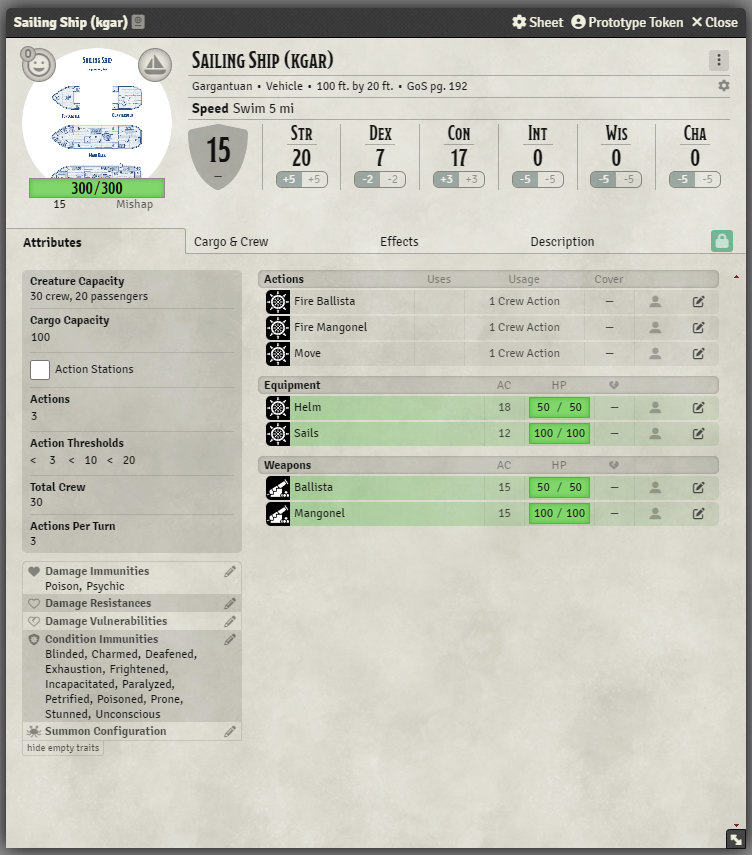 Sailing Ship (kgar) Sheet Prototype Token Close
0
Sailing Ship
Sailing Ship (kgar)
Gargantuan • Vehicle • 100 ft. by 20 ft. • GoS pg. 192
Speed Swim 5 mi
15
—
Str Dex Con Int Wis Cha
20 7 17 0 0 0
+5 +5 -2 -2 +3 +3 -5 -5 -5 -5 -5 -5
300/300
15 Mishap
Attributes Cargo & Crew Effects Description
Creature Capacity
30 crew, 20 passengers
Cargo Capacity
100
Action Stations
Actions
3
Action Thresholds
< 3 < 10 < 20
Total Crew
30
Actions Per Turn
3
Damage Immunities
Poison, Psychic
Damage Resistances
Damage Vulnerabilities
Condition Immunities
Blinded, Charmed, Deafened,
Exhaustion, Frightened,
Incapacitated, Paralyzed,
Petrified, Poisoned, Prone,
Stunned, Unconscious
Summon Configuration
hide empty traits
Actions Uses Usage Cover
Fire Ballista 1 Crew Action —
Fire Mangonel 1 Crew Action —
Move 1 Crew Action —
Equipment AC HP
Helm 18 50 / 50 —
Sails 12 100 / 100 —
Weapons AC HP
Ballista 15 50 / 50 —
Mangonel 15 100 / 100 —